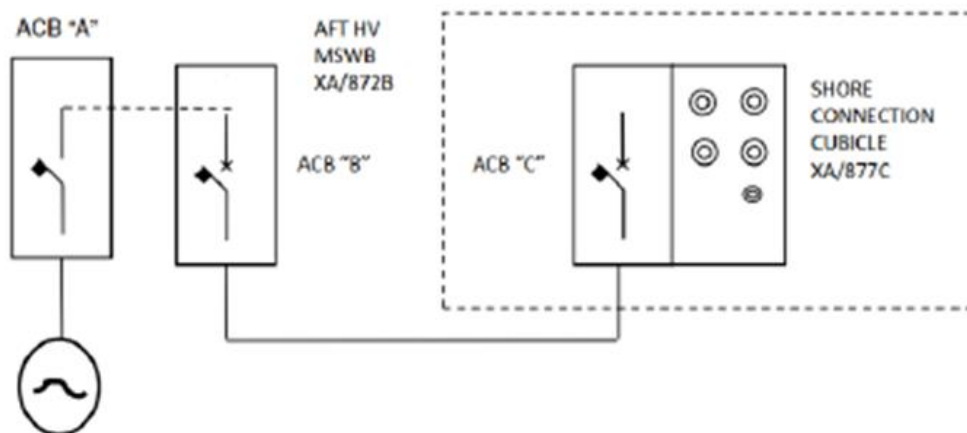 ACB "A"
AFT HV
MSWB
XA/872B
ACB "B"
ACB "C"
SHORE
CONNECTION
CUBICLE
XA/877C